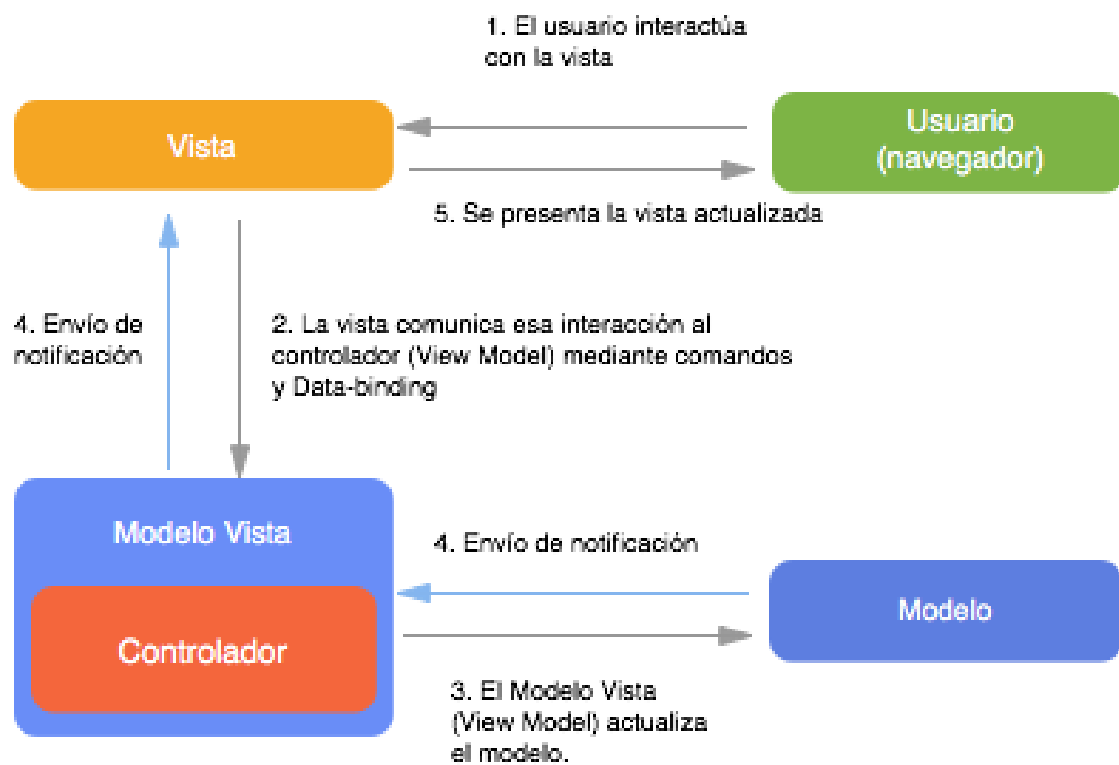 1. El usuario interactúa
con la vista
Vista
Usuario
(navegador)
5. Se presenta la vista actualizada
4. Envío de
notificación
2. La vista comunica esa interacción al
controlador (View Model) mediante comandos
y Data-binding
Modelo Vista
4. Envío de notificación
Modelo
Controlador
3. El Modelo Vista
(View Model) actualiza
el modelo.